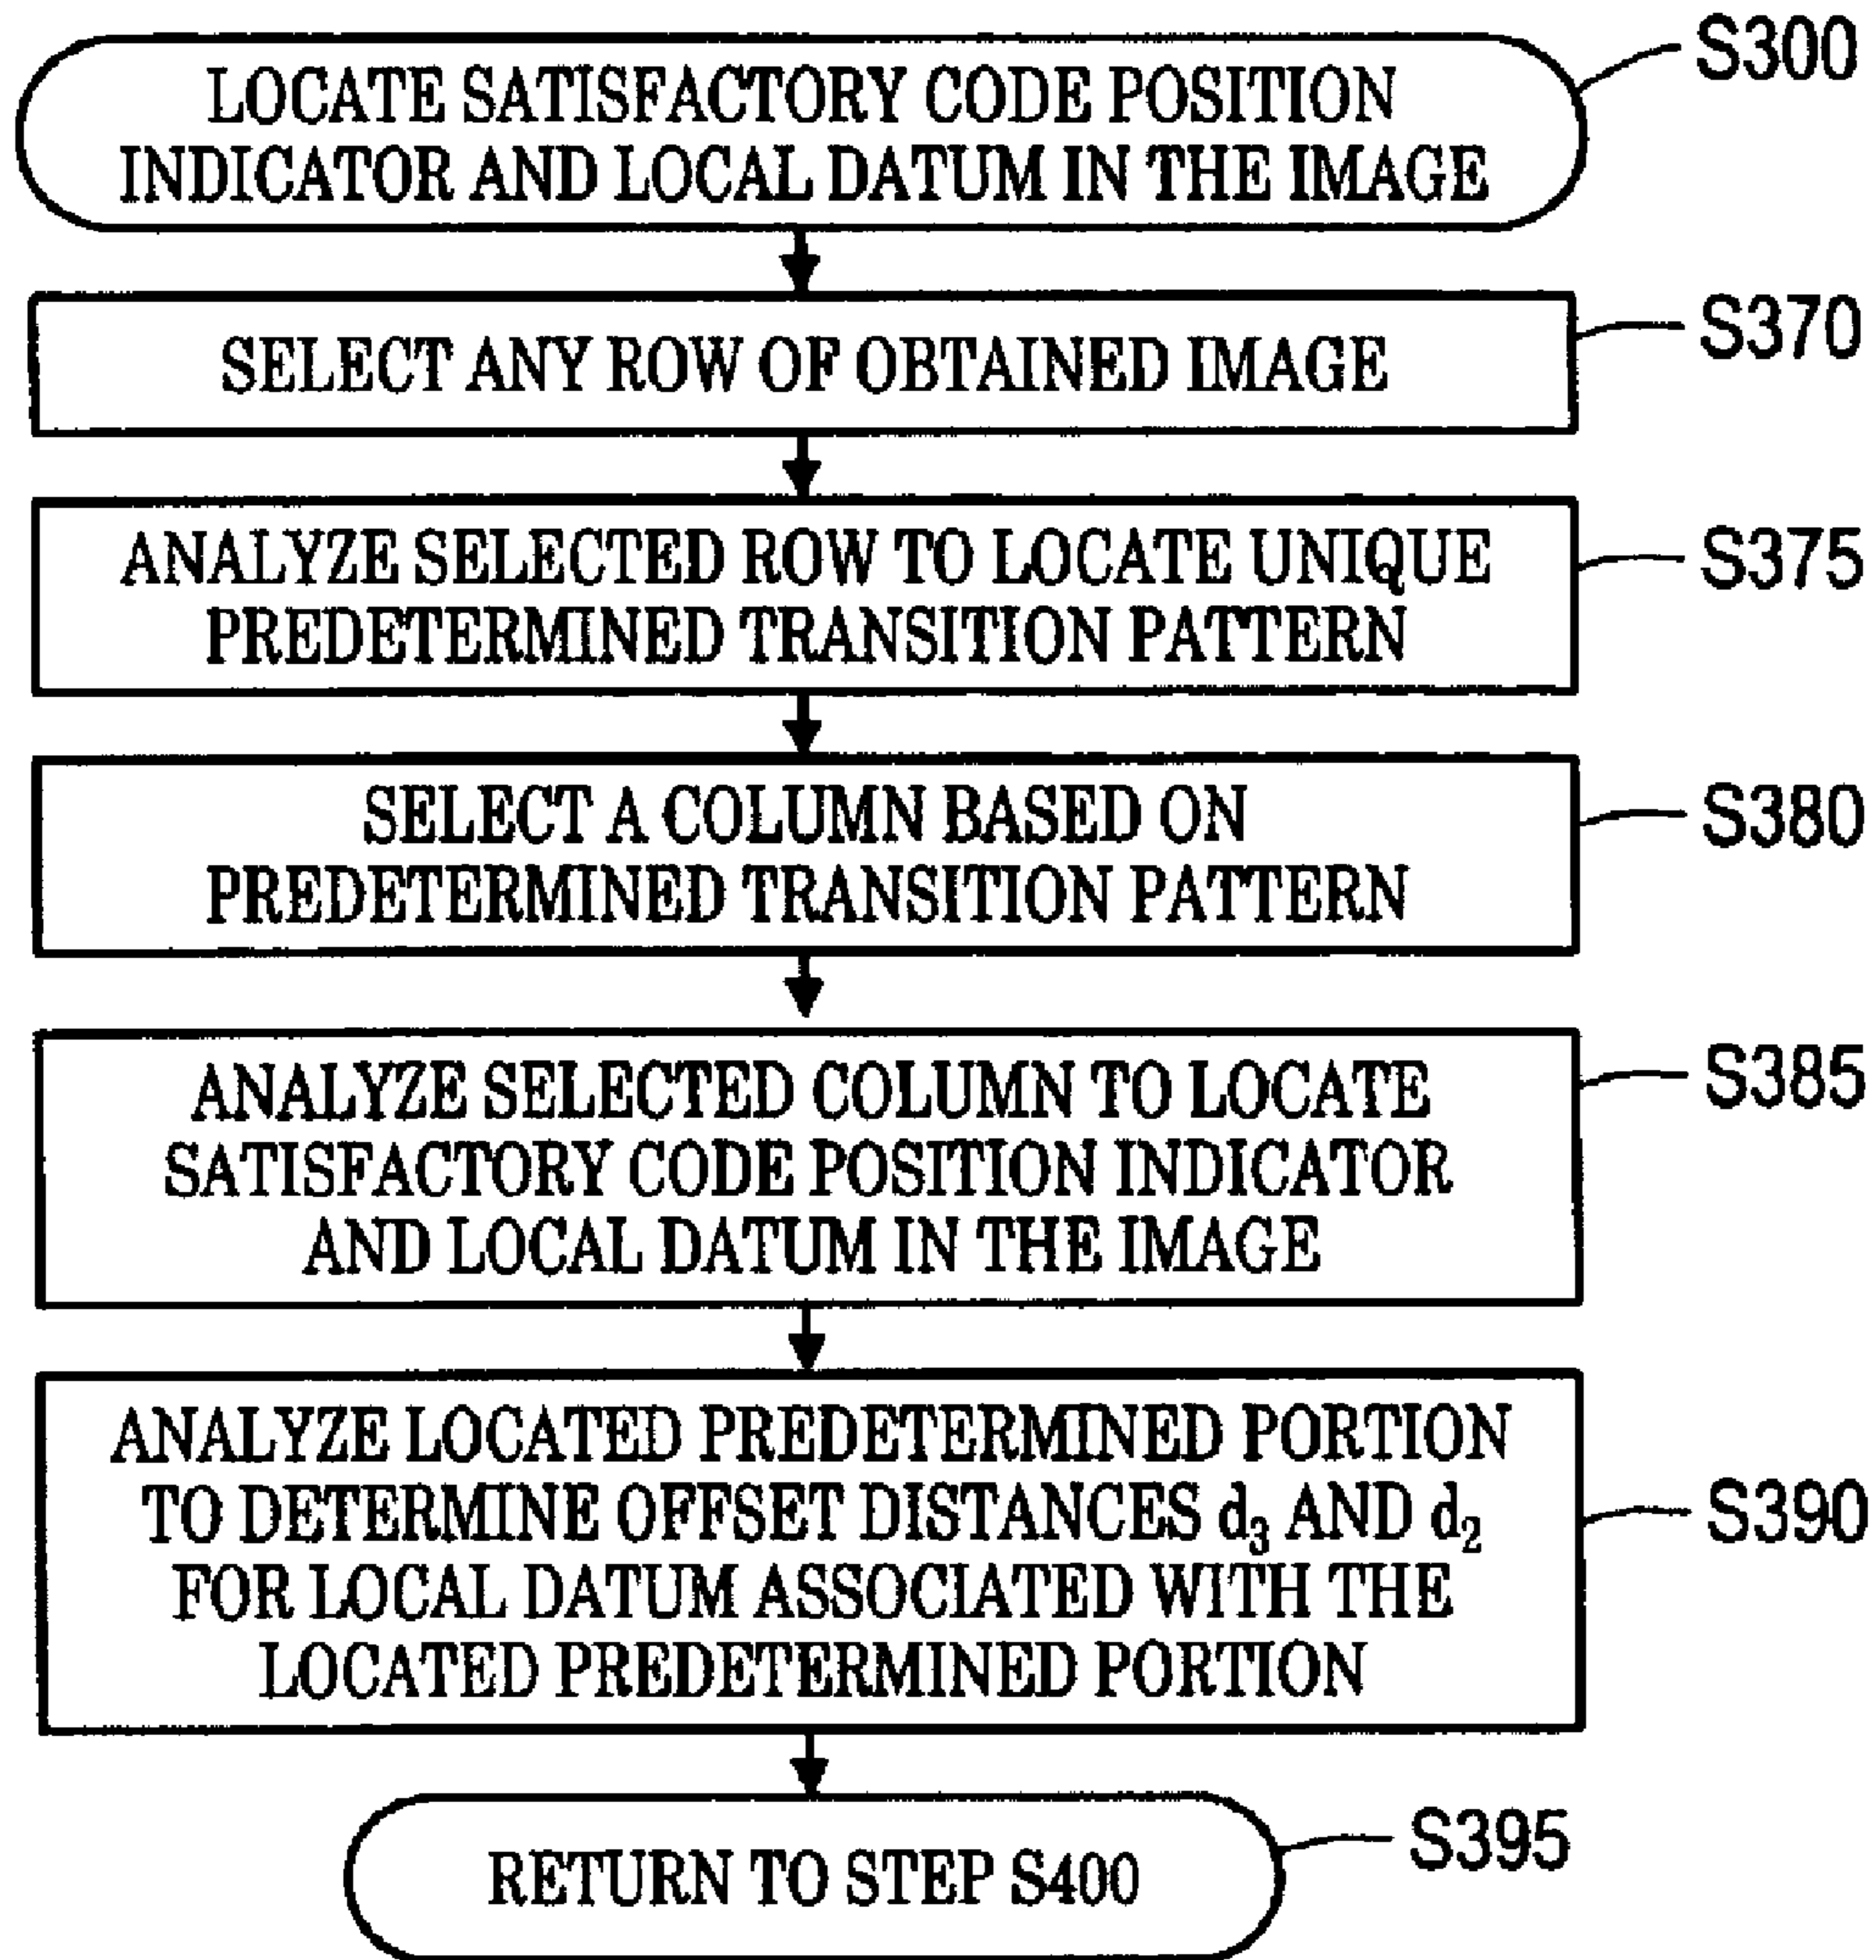 S300
LOCATE SATISFACTORY CODE POSITION
INDICATOR AND LOCAL DATUM IN THE IMAGE
S370
SELECT ANY ROW OF OBTAINED IMAGE
S375
ANALYZE SELECTED ROW TO LOCATE UNIQUE
PREDETERMINED TRANSITION PATTERN
S380
SELECT A COLUMN BASED ON
PREDETERMINED TRANSITION PATTERN
S385
ANALYZE SELECTED COLUMN TO LOCATE
SATISFACTORY CODE POSITION INDICATOR
AND LOCAL DATUM IN THE IMAGE
S390
ANALYZE LOCATED PREDETERMINED PORTION
TO DETERMINE OFFSET DISTANCES d₃ AND d₂
FOR LOCAL DATUM ASSOCIATED WITH THE
LOCATED PREDETERMINED PORTION
S395
RETURN TO STEP S400